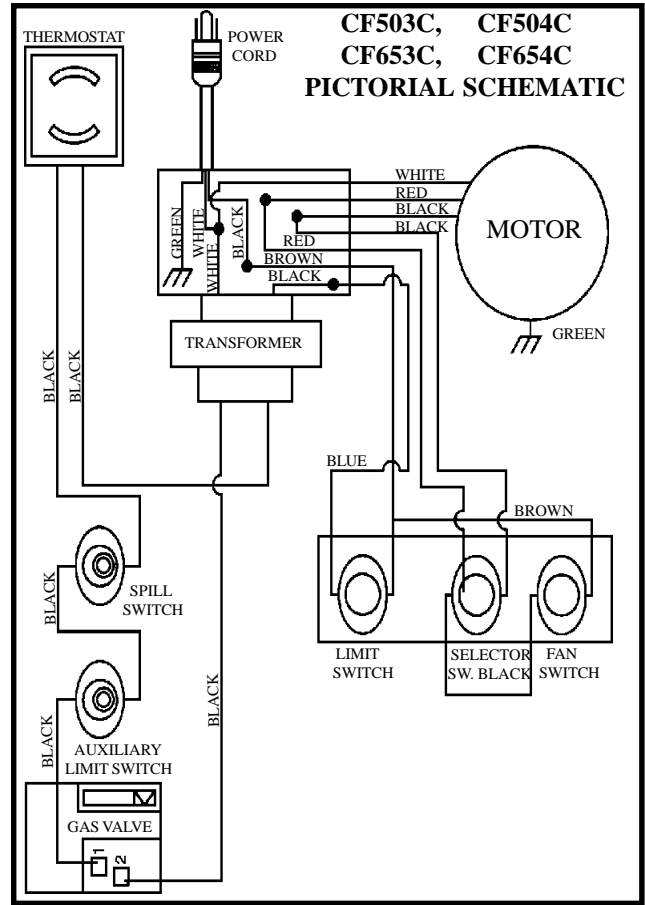 CF503C, CF504C
CF653C, CF654C
PICTORIAL SCHEMATIC
THERMOSTAT
POWER
CORD
WHITE
RED
BLACK
BLACK
MOTOR
GREEN
GREEN
WHITE
WHITE
BLACK
RED
BROWN
BLACK
TRANSFORMER
BLACK
BLACK
BLUE
BROWN
SPILL
SWITCH
BLACK
LIMIT
SWITCH
SELECTOR
SW. BLACK
FAN
SWITCH
BLACK
BLACK
AUXILIARY
LIMIT SWITCH
GAS VALVE
1
2